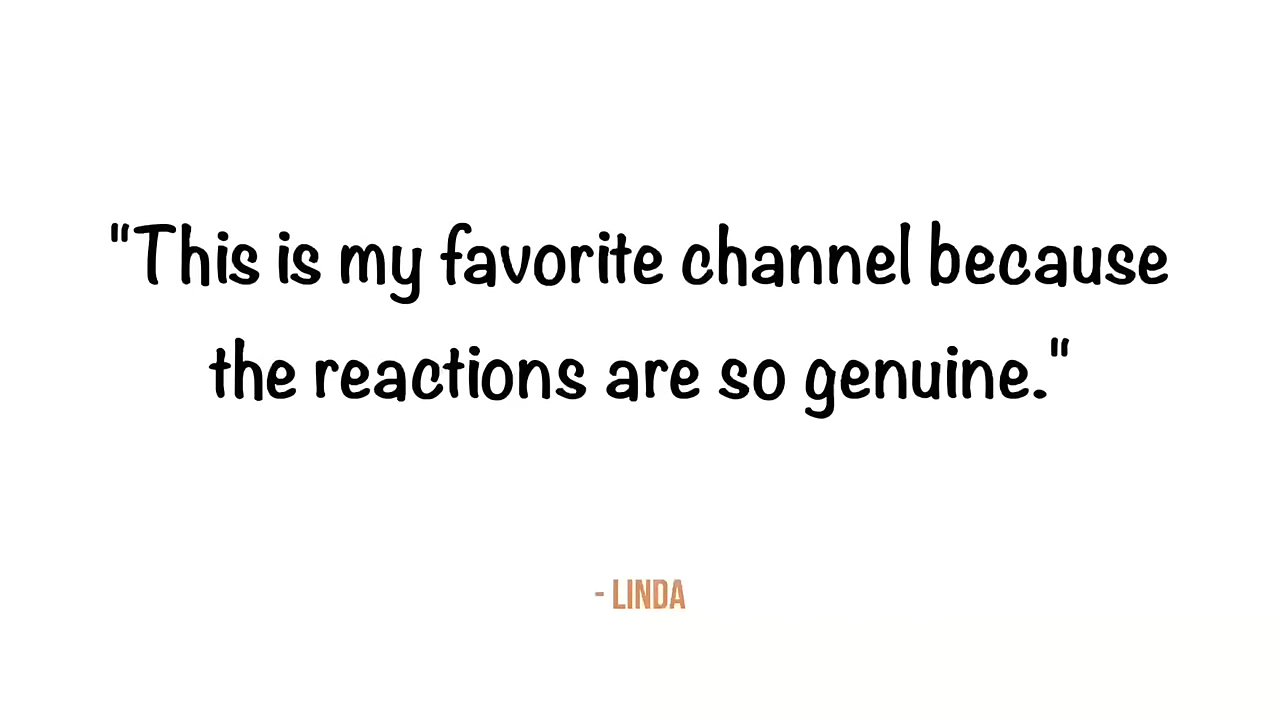 "This is my favorite channel because
the reactions are so genuine."
- LINDA